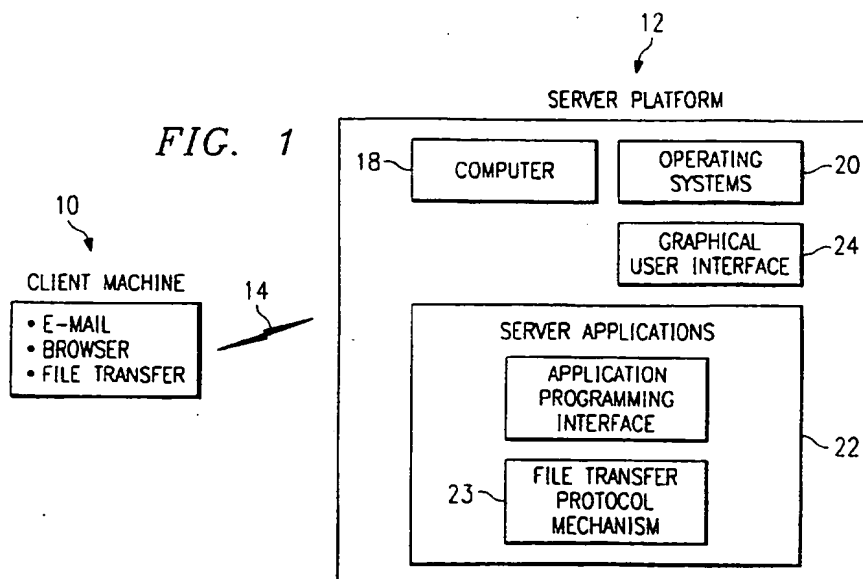 12
SERVER PLATFORM
FIG. 1
18
COMPUTER
OPERATING
SYSTEMS
20
10
GRAPHICAL
USER INTERFACE
24
CLIENT MACHINE
14
• E-MAIL
• BROWSER
• FILE TRANSFER
SERVER APPLICATIONS
APPLICATION
PROGRAMMING
INTERFACE
22
23
FILE TRANSFER
PROTOCOL
MECHANISM